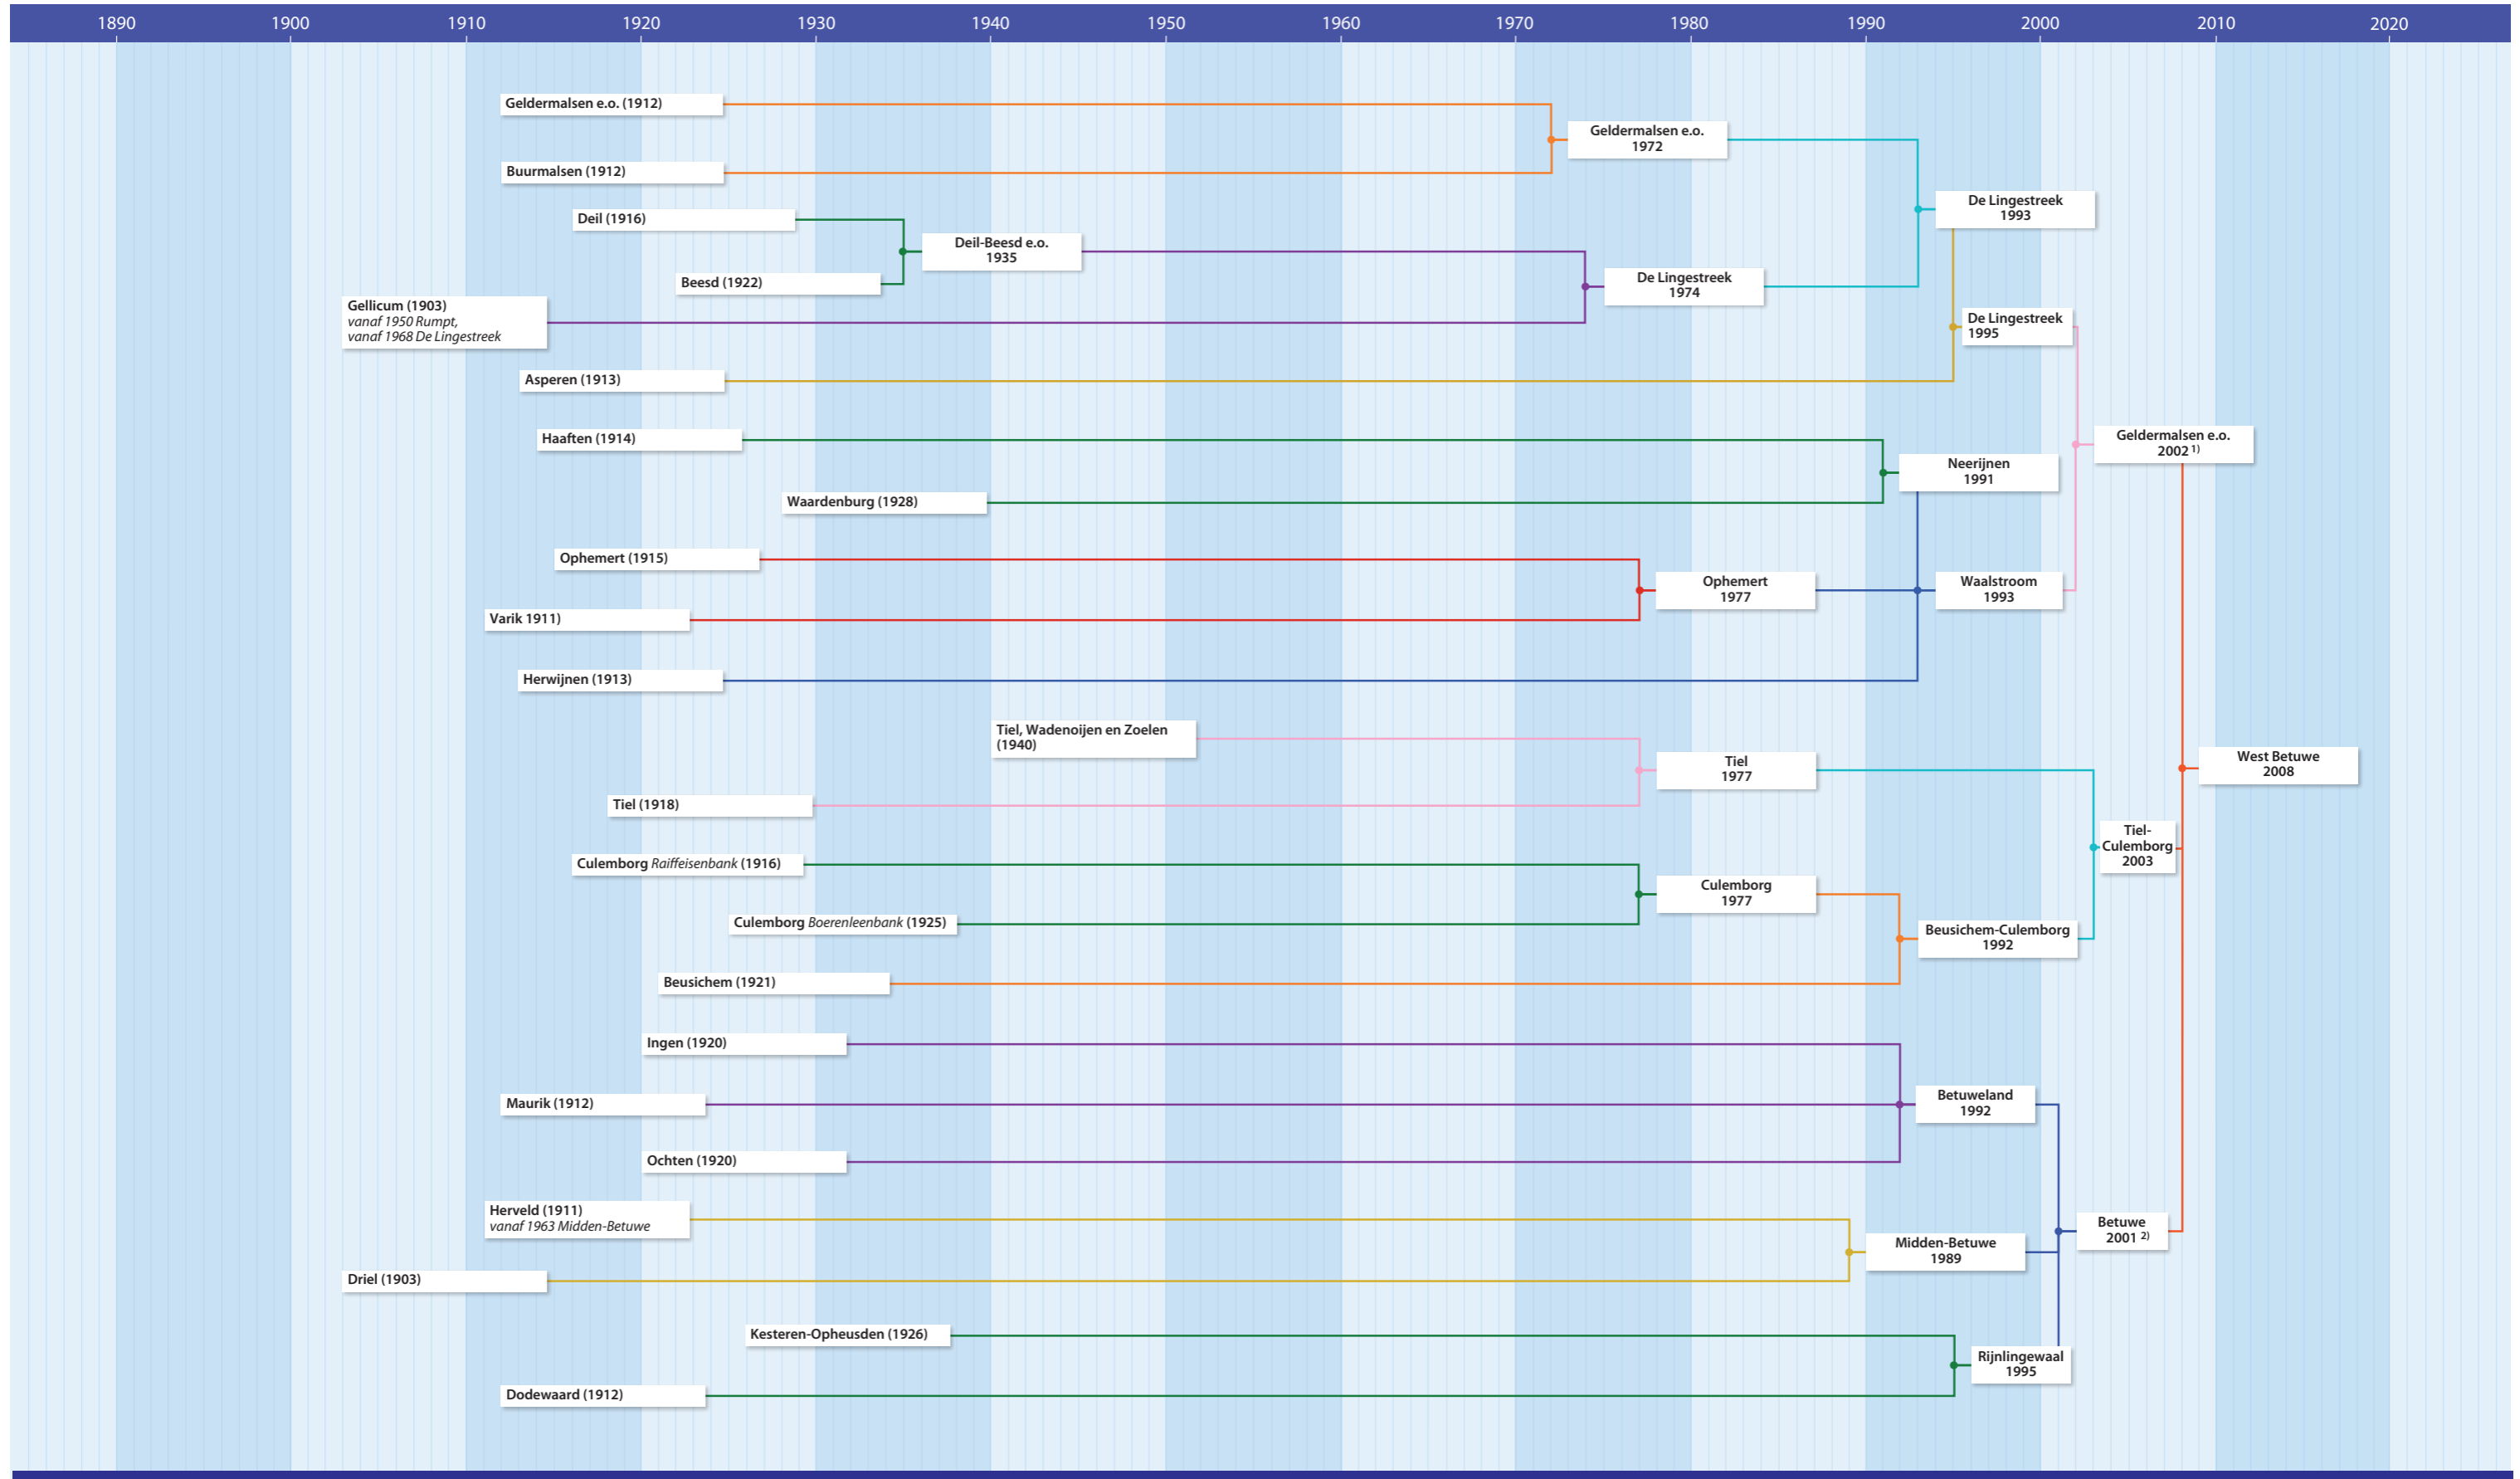 1890 1900 1910 1920 1930 1940 1950 1960 1970 1980 1990 2000 2010 2020
Geldermalsen e.o. (1912)
Geldermalsen e.o.
1972
Buurmalsen (1912)
De Lingestreek
1993
Deil (1916)
Deil-Beesd e.o.
1935
Beesd (1922)
De Lingestreek
1974
Gellicum (1903)
vanaf 1950 Rumpt,
vanaf 1968 De Lingestreek
De Lingestreek
1995
Asperen (1913)
Haaften (1914)
Geldermalsen e.o.
2002 1)
Neerijnen
1991
Waardenburg (1928)
Ophemert (1915)
Ophemert
1977
Waalstroom
1993
Varik 1911)
Herwijnen (1913)
Tiel, Wadenoijen en Zoelen
(1940)
Tiel
1977
West Betuwe
2008
Tiel (1918)
Tiel-
Culemborg
2003
Culemborg Raiffeisenbank (1916)
Culemborg
1977
Culemborg Boerenleenbank (1925)
Beusichem-Culemborg
1992
Beusichem (1921)
Ingen (1920)
Maurik (1912)
Betuweland
1992
Ochten (1920)
Herveld (1911)
vanaf 1963 Midden-Betuwe
Betuwe
2001 2)
Midden-Betuwe
1989
Driel (1903)
Kesteren-Opheusden (1926)
Rijnlingewaal
1995
Dodewaard (1912)